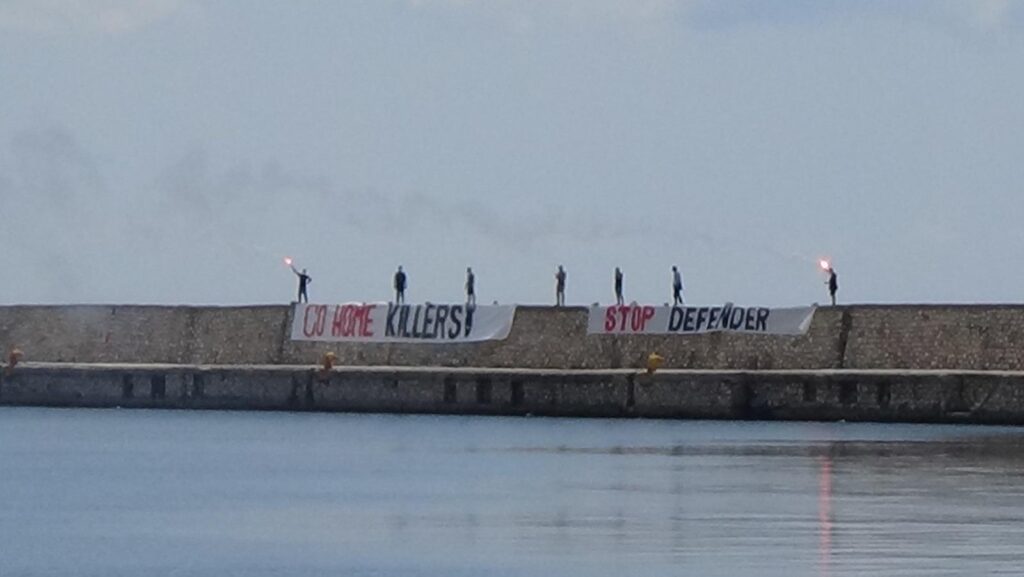 GO HOME KILLERS!
STOP DEFENDER